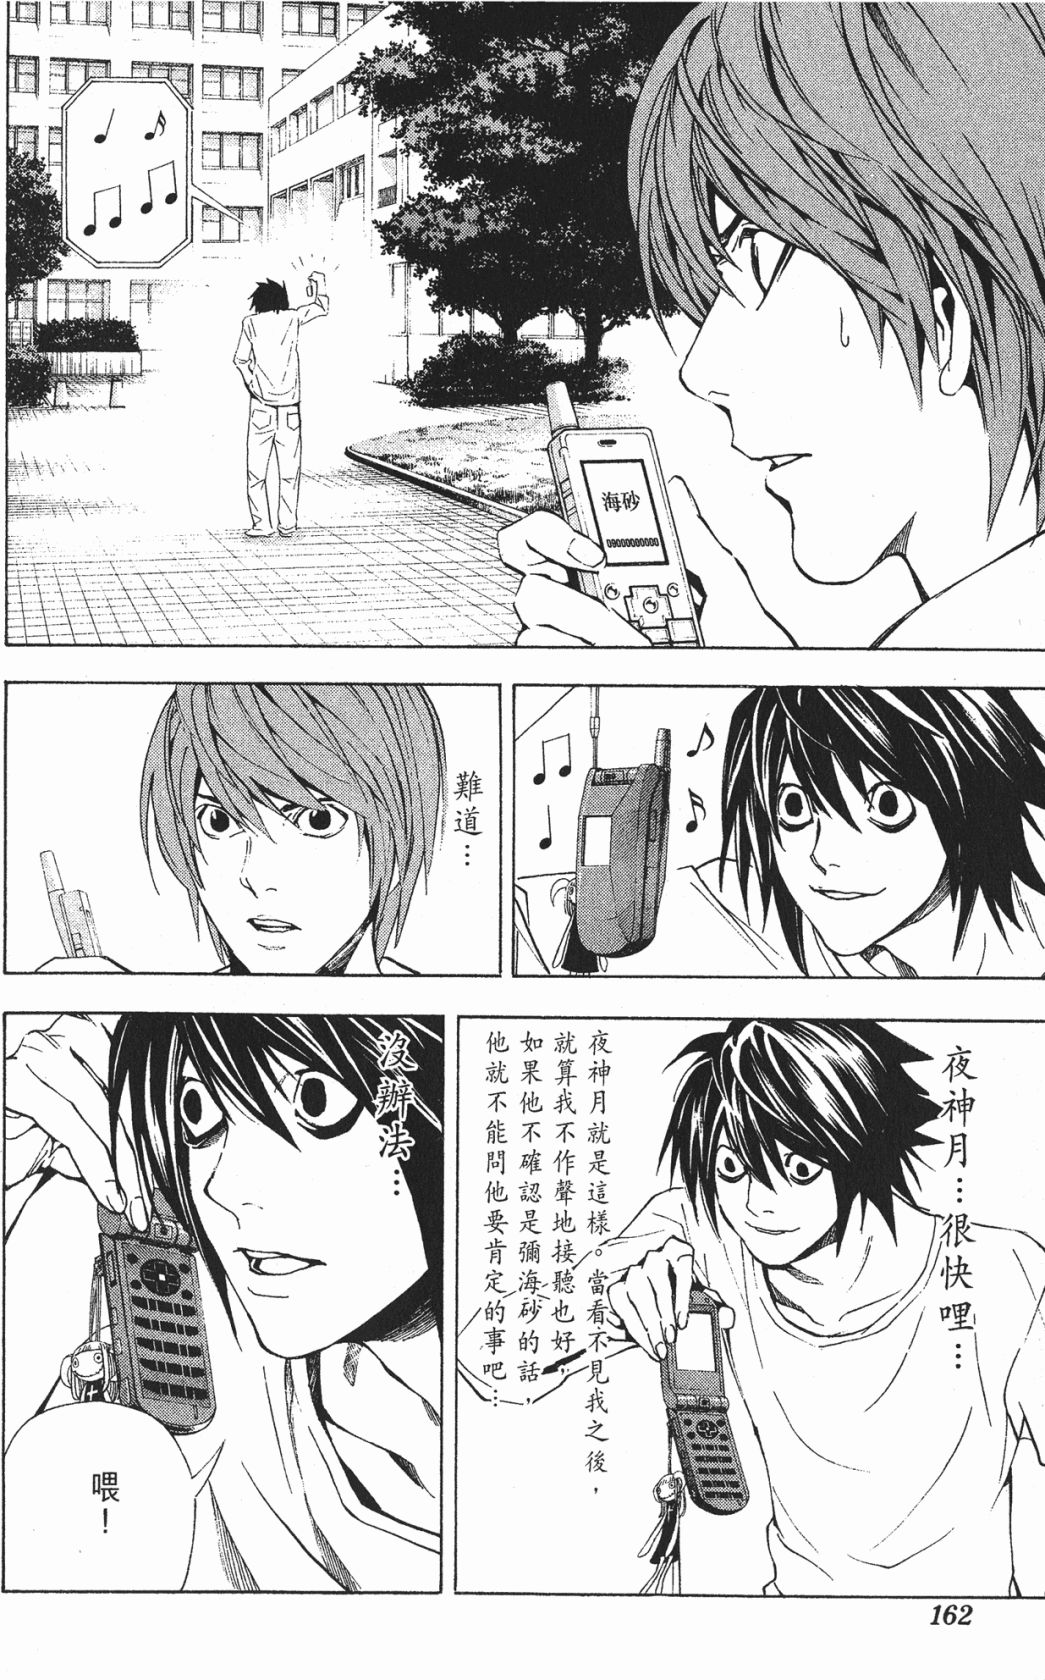 海砂
09000000000
難道…
夜神月…很快哩…
夜神月就是這樣。當看不見我之後，
就算我不作聲地接聽也好，
如果他不確認是彌海砂的話，
他就不能問他要肯定的事吧…
沒辦法…
喂！
162